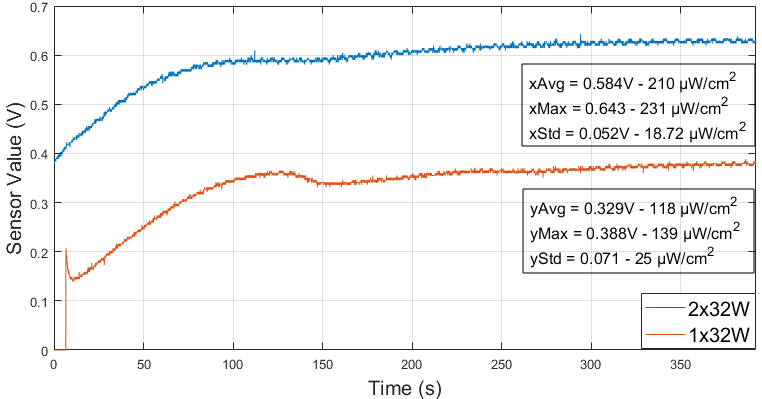 0.7
0.6
0.5
0.4
0.3
0.2
0.1
0
Sensor Value (V)
xAvg = 0.584V - 210 µW/cm²
xMax = 0.643 - 231 µW/cm²
xStd = 0.052V - 18.72 µW/cm²
yAvg = 0.329V - 118 µW/cm²
yMax = 0.388V - 139 µW/cm²
yStd = 0.071 - 25 µW/cm²
2x32W
1x32W
0 50 100 150 200 250 300 350
Time (s)